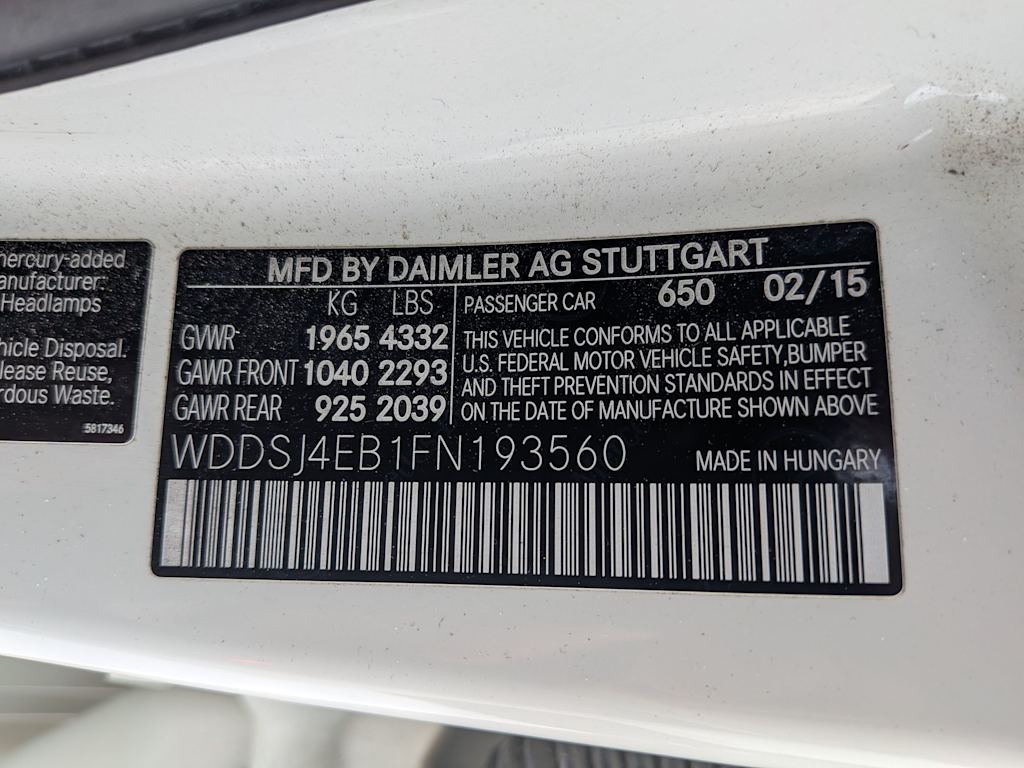 mercury-added
anufacturer:
Headlamps
hicle Disposal.
lease Reuse,
rdous Waste.
5817346
MFD BY DAIMLER AG STUTTGART
KG LBS
GVWR 1965 4332
GAWR FRONT 1040 2293
GAWR REAR 925 2039
PASSENGER CAR 650 02/15
THIS VEHICLE CONFORMS TO ALL APPLICABLE
U.S. FEDERAL MOTOR VEHICLE SAFETY,BUMPER
AND THEFT PREVENTION STANDARDS IN EFFECT
ON THE DATE OF MANUFACTURE SHOWN ABOVE
WDDSJ4EB1FN193560
MADE IN HUNGARY